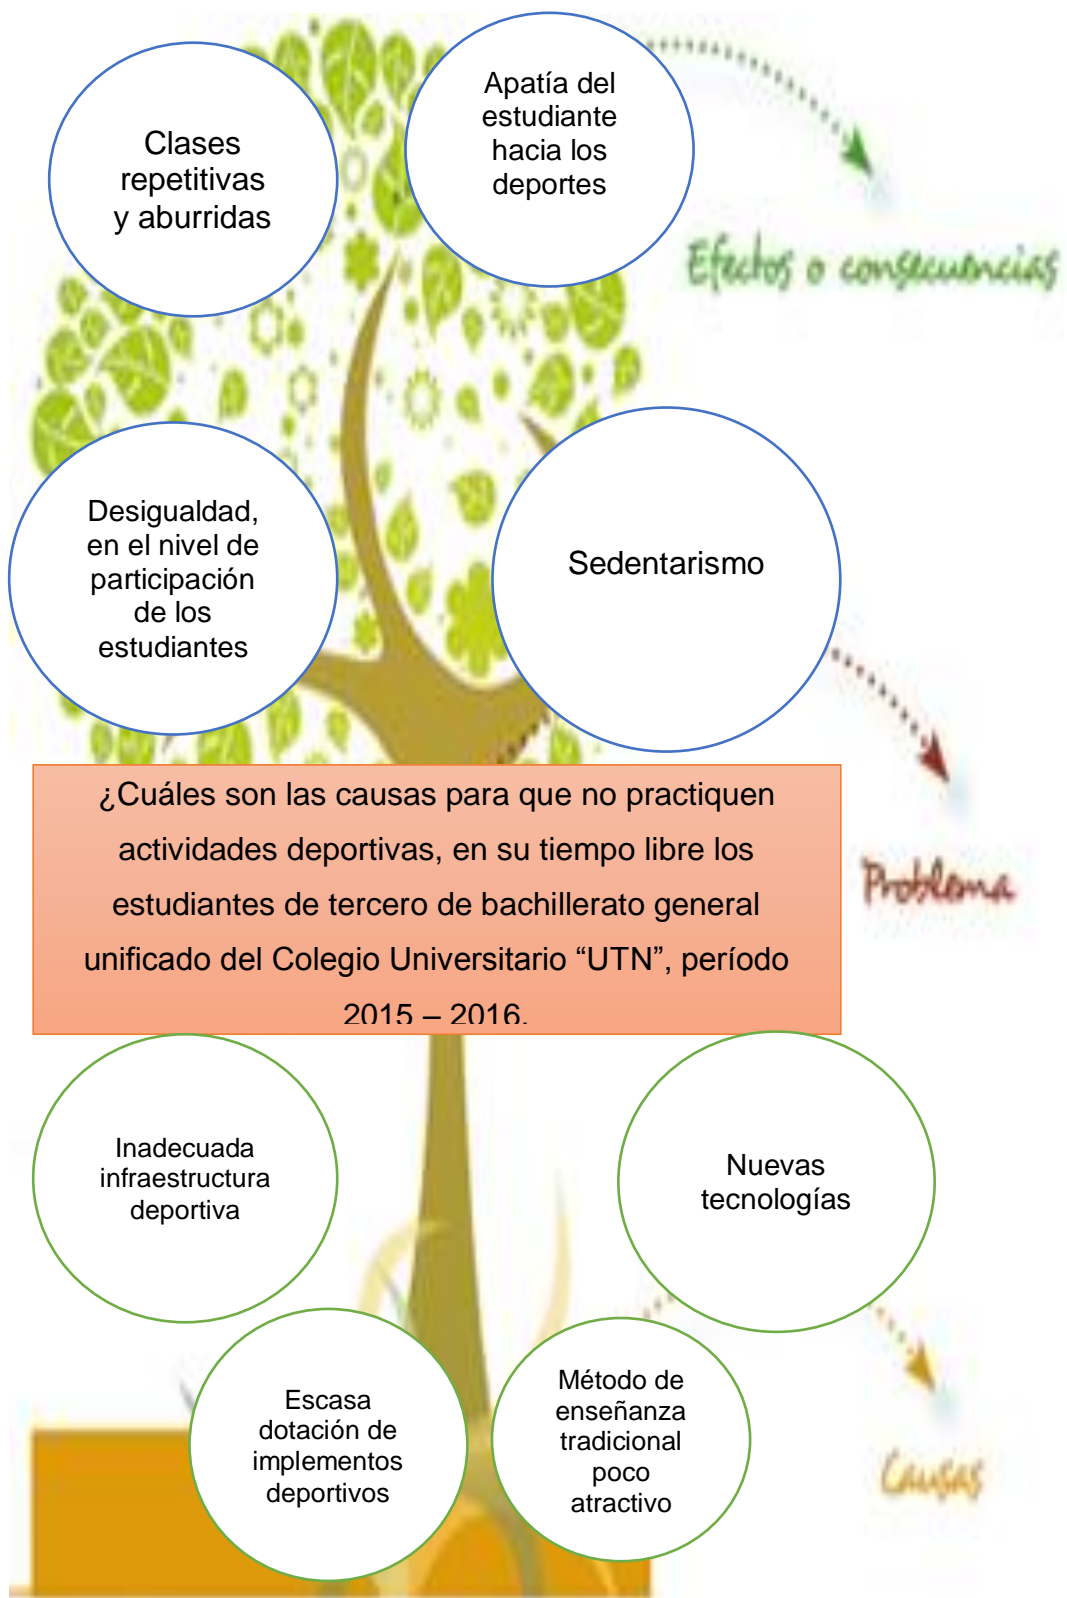 Clases
repetitivas
y aburridas
Apatía del
estudiante
hacia los
deportes
Efectos o consecuencias
Desigualdad,
en el nivel de
participación
de los
estudiantes
Sedentarismo
¿Cuáles son las causas para que no practiquen
actividades deportivas, en su tiempo libre los
estudiantes de tercero de bachillerato general
unificado del Colegio Universitario “UTN”, período
2015 – 2016.
Problema
Inadecuada
infraestructura
deportiva
Nuevas
tecnologías
Escasa
dotación de
implementos
deportivos
Método de
enseñanza
tradicional
poco
atractivo
Causas